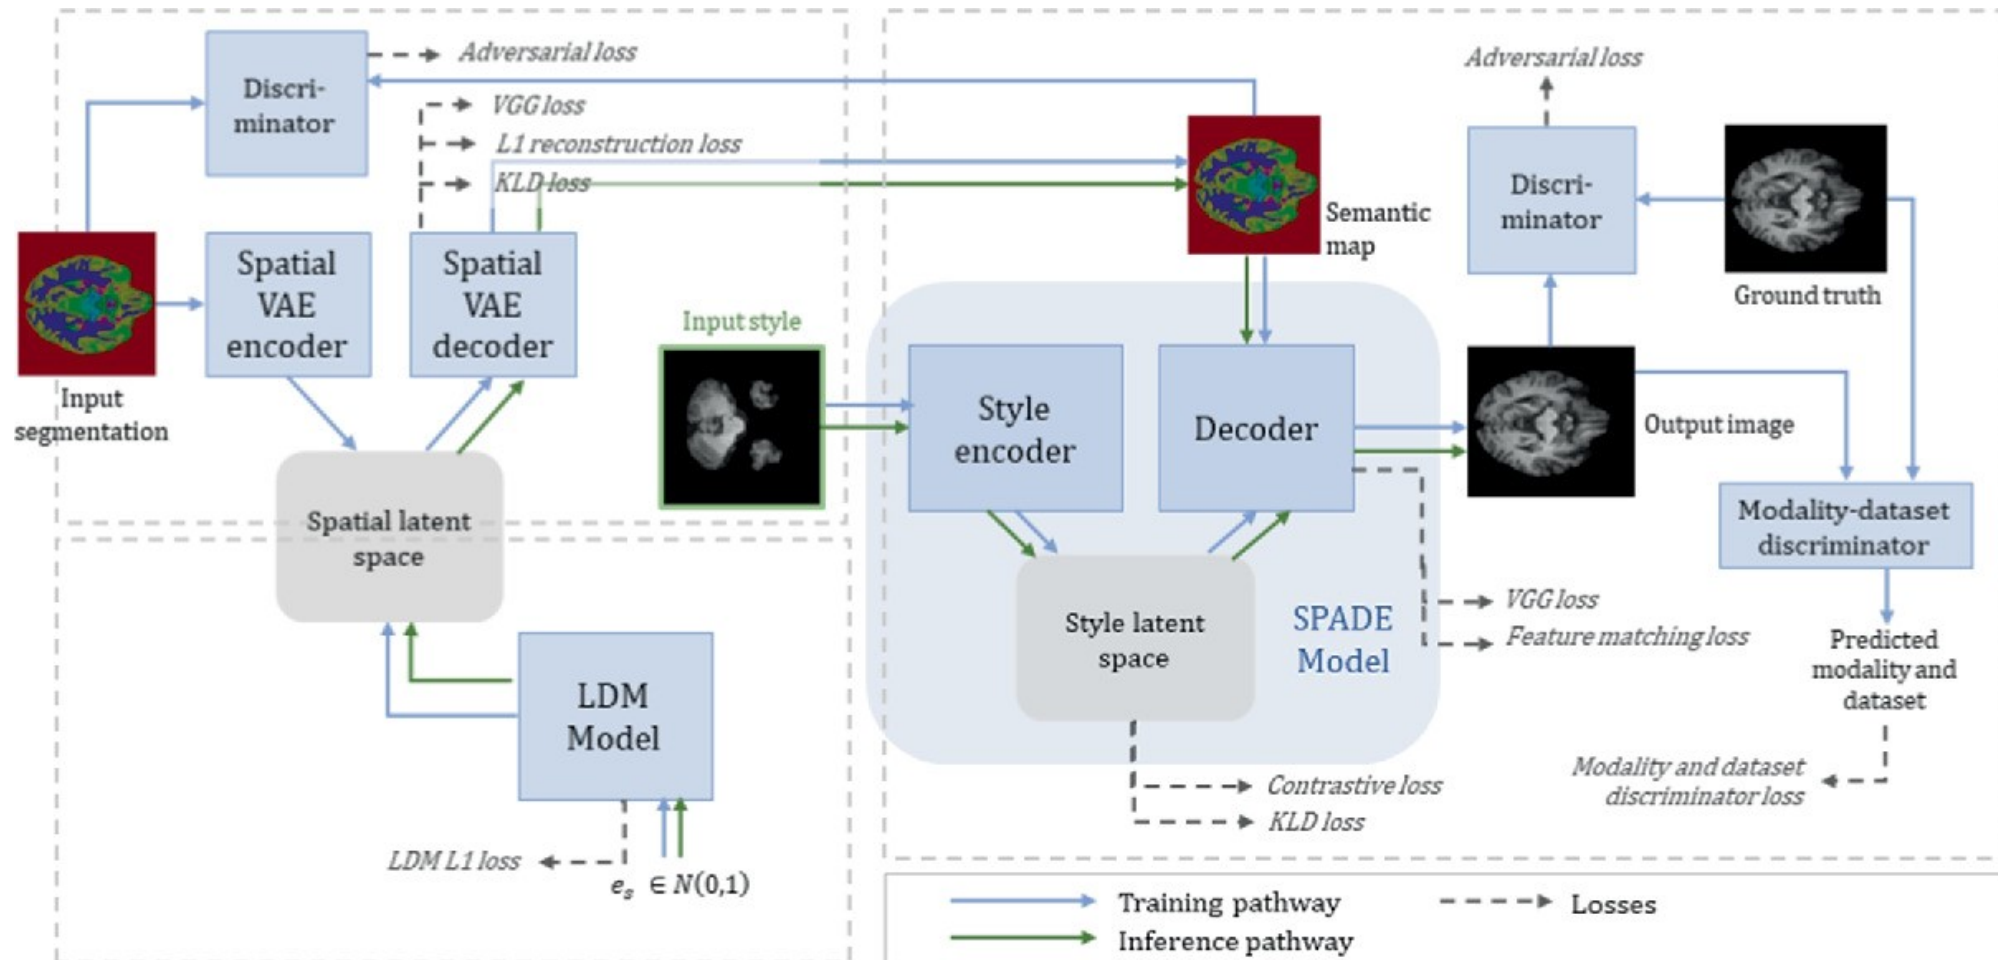 Discri-
minator
Adversarial loss
VGG loss
L1 reconstruction loss
KLD loss
Spatial
VAE
encoder
Spatial
VAE
decoder
Input
segmentation
Spatial latent
space
LDM
Model
LDM L1 loss
eₛ ∈ N(0,1)
Input style
Semantic
map
Style
encoder
Decoder
Style latent
space
SPADE
Model
Contrastive loss
KLD loss
VGG loss
Feature matching loss
Adversarial loss
Discri-
minator
Ground truth
Output image
Modality-dataset
discriminator
Predicted
modality and
dataset
Modality and dataset
discriminator loss
Training pathway
Inference pathway
Losses